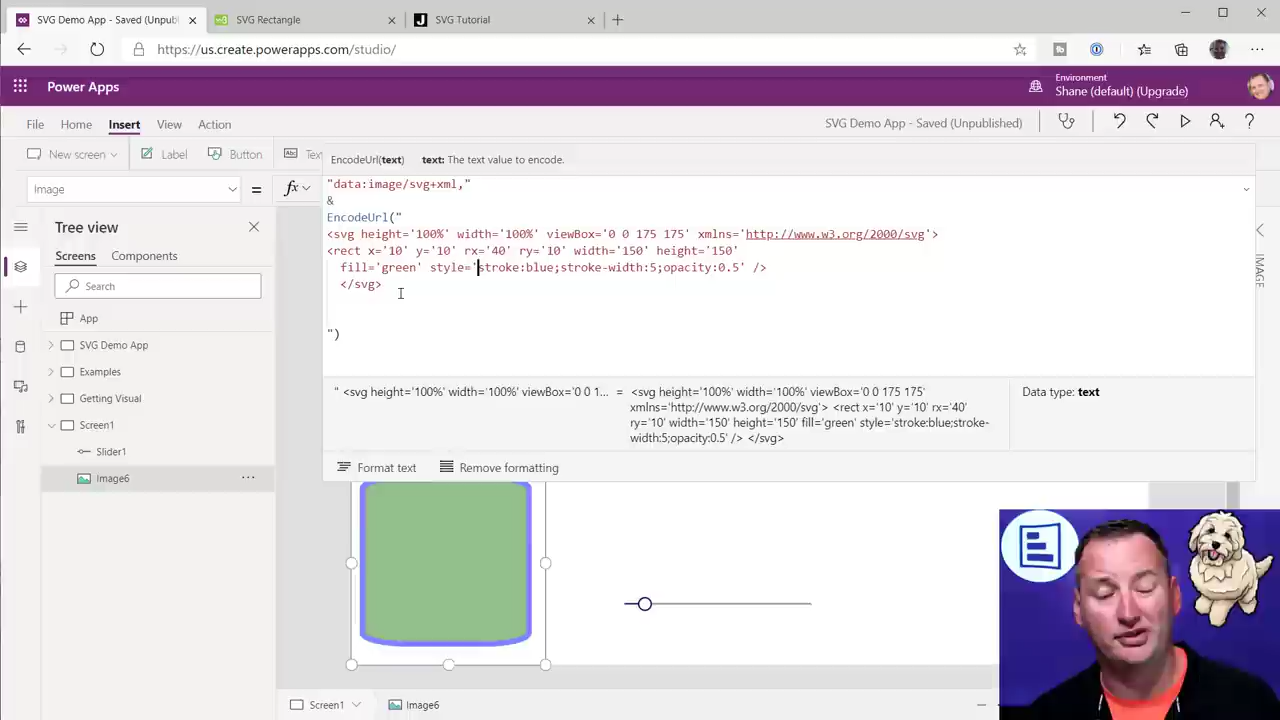 SVG Demo App - Saved (Unpublished)
SVG Rectangle
SVG Tutorial
https://us.create.powerapps.com/studio/
Power Apps
Environment
Shane (default) (Upgrade)
File
Home
Insert
View
Action
SVG Demo App - Saved (Unpublished)
New screen
Label
Button
EncodeUrl(text) text: The text value to encode.
Image
=
fx
"data:image/svg+xml,"
&
EncodeUrl("
<svg height='100%' width='100%' viewBox='0 0 175 175' xmlns='http://www.w3.org/2000/svg'>
<rect x='10' y='10' rx='40' ry='10' width='150' height='150'
fill='green' style='stroke:blue;stroke-width:5;opacity:0.5' />
</svg>
")
Tree view
Screens
Components
Search
App
SVG Demo App
Examples
Getting Visual
Screen1
Slider1
Image6
IMAGE
" <svg height='100%' width='100%' viewBox='0 0 1... = <svg height='100%' width='100%' viewBox='0 0 175 175'
xmlns='http://www.w3.org/2000/svg'> <rect x='10' y='10' rx='40'
ry='10' width='150' height='150' fill='green' style='stroke:blue;stroke-
width:5;opacity:0.5' /> </svg>
Data type: text
Format text
Remove formatting
Screen1
Image6